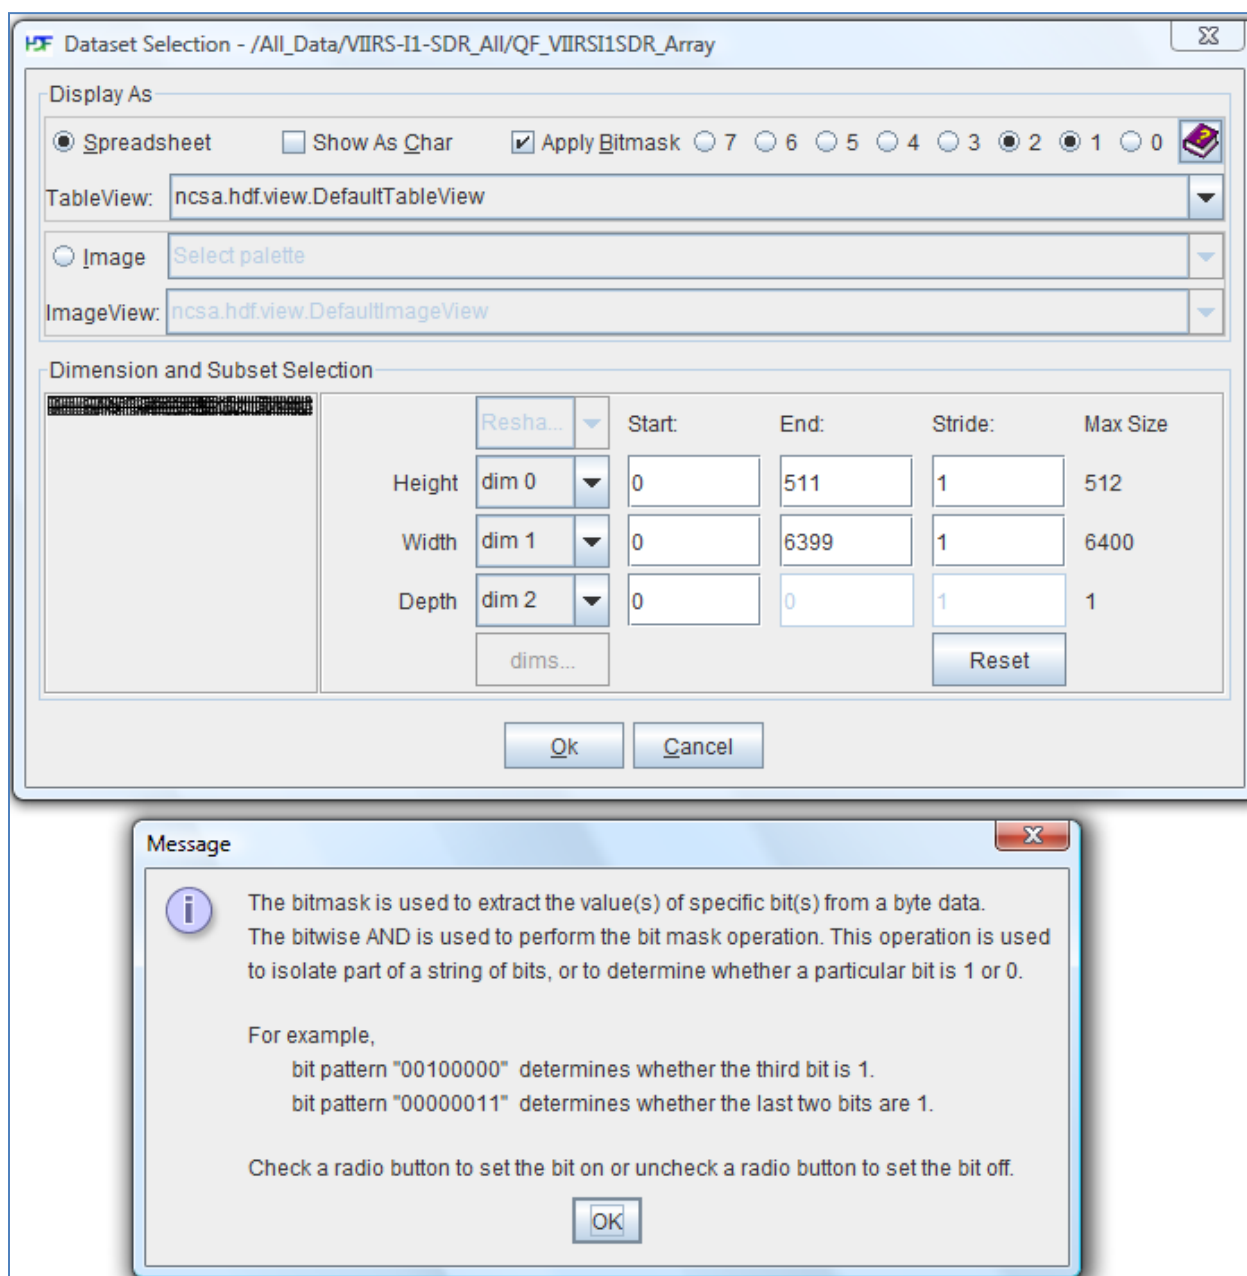 HDF Dataset Selection - /All_Data/VIIRS-I1-SDR_All/QF_VIIRSI1SDR_Array
Display As
Spreadsheet Show As Char Apply Bitmask 7 6 5 4 3 2 1 0 ?
TableView: ncsa.hdf.view.DefaultTableView
Image Select palette
ImageView: ncsa.hdf.view.DefaultImageView
Dimension and Subset Selection
Resha... Start: End: Stride: Max Size
Height dim 0 0 511 1 512
Width dim 1 0 6399 1 6400
Depth dim 2 0 0 1 1
dims... Reset
Ok Cancel
Message
i
The bitmask is used to extract the value(s) of specific bit(s) from a byte data.
The bitwise AND is used to perform the bit mask operation. This operation is used
to isolate part of a string of bits, or to determine whether a particular bit is 1 or 0.
For example,
bit pattern "00100000" determines whether the third bit is 1.
bit pattern "00000011" determines whether the last two bits are 1.
Check a radio button to set the bit on or uncheck a radio button to set the bit off.
OK